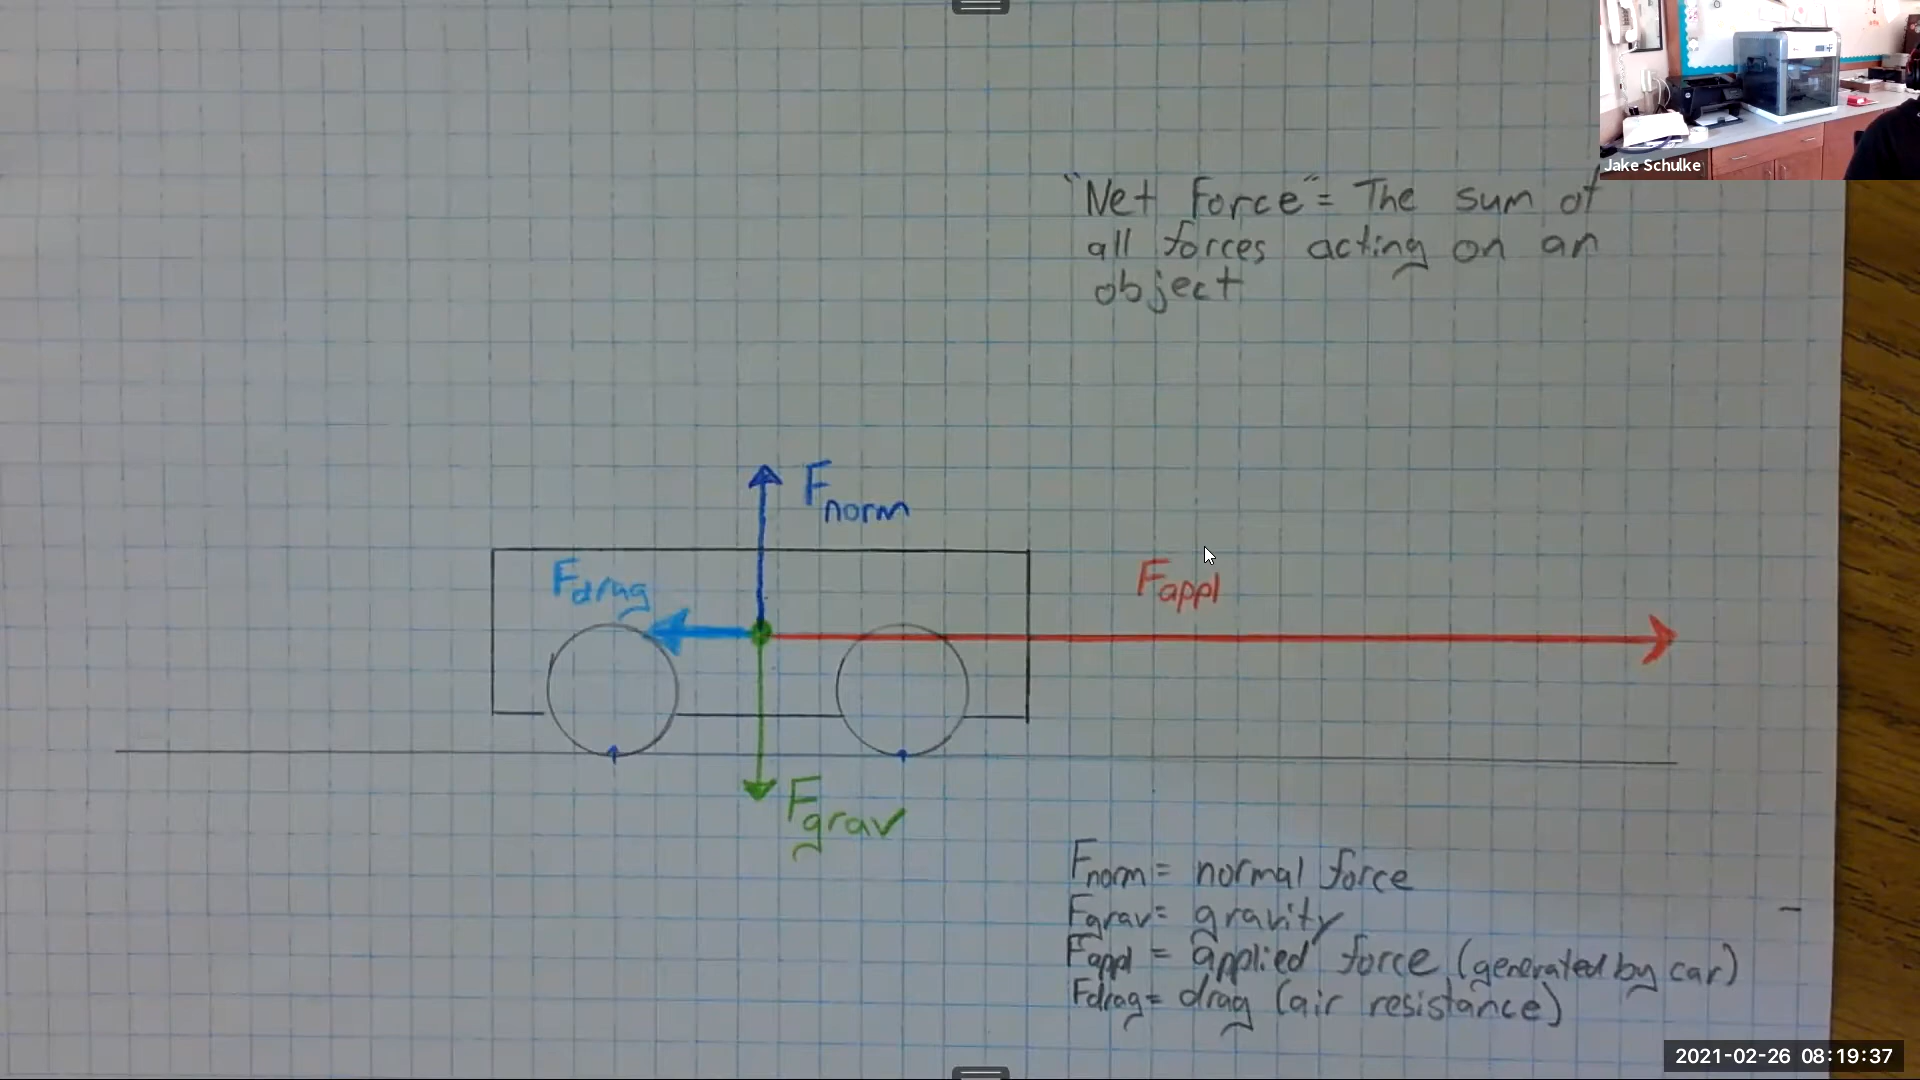 Jake Schulke
"Net Force" = The sum of
all forces acting on an
object
Fnorm
Fdrag
Fappl
Fgrav
Fnorm = normal force
Fgrav = gravity
Fappl = applied force (generated by car)
Fdrag = drag (air resistance)
2021-02-26 08:19:37